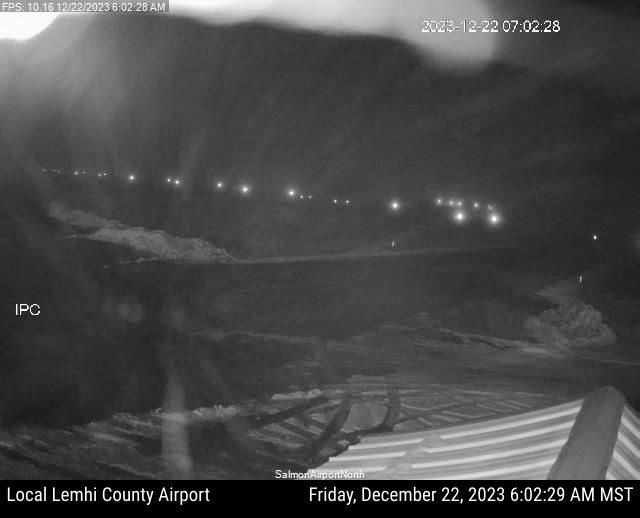 FPS: 10.16 12/22/2023 6:02:28 AM
2023-12-22 07:02:28
IPC
SalmonAirportNorth
Local Lemhi County Airport Friday, December 22, 2023 6:02:29 AM MST